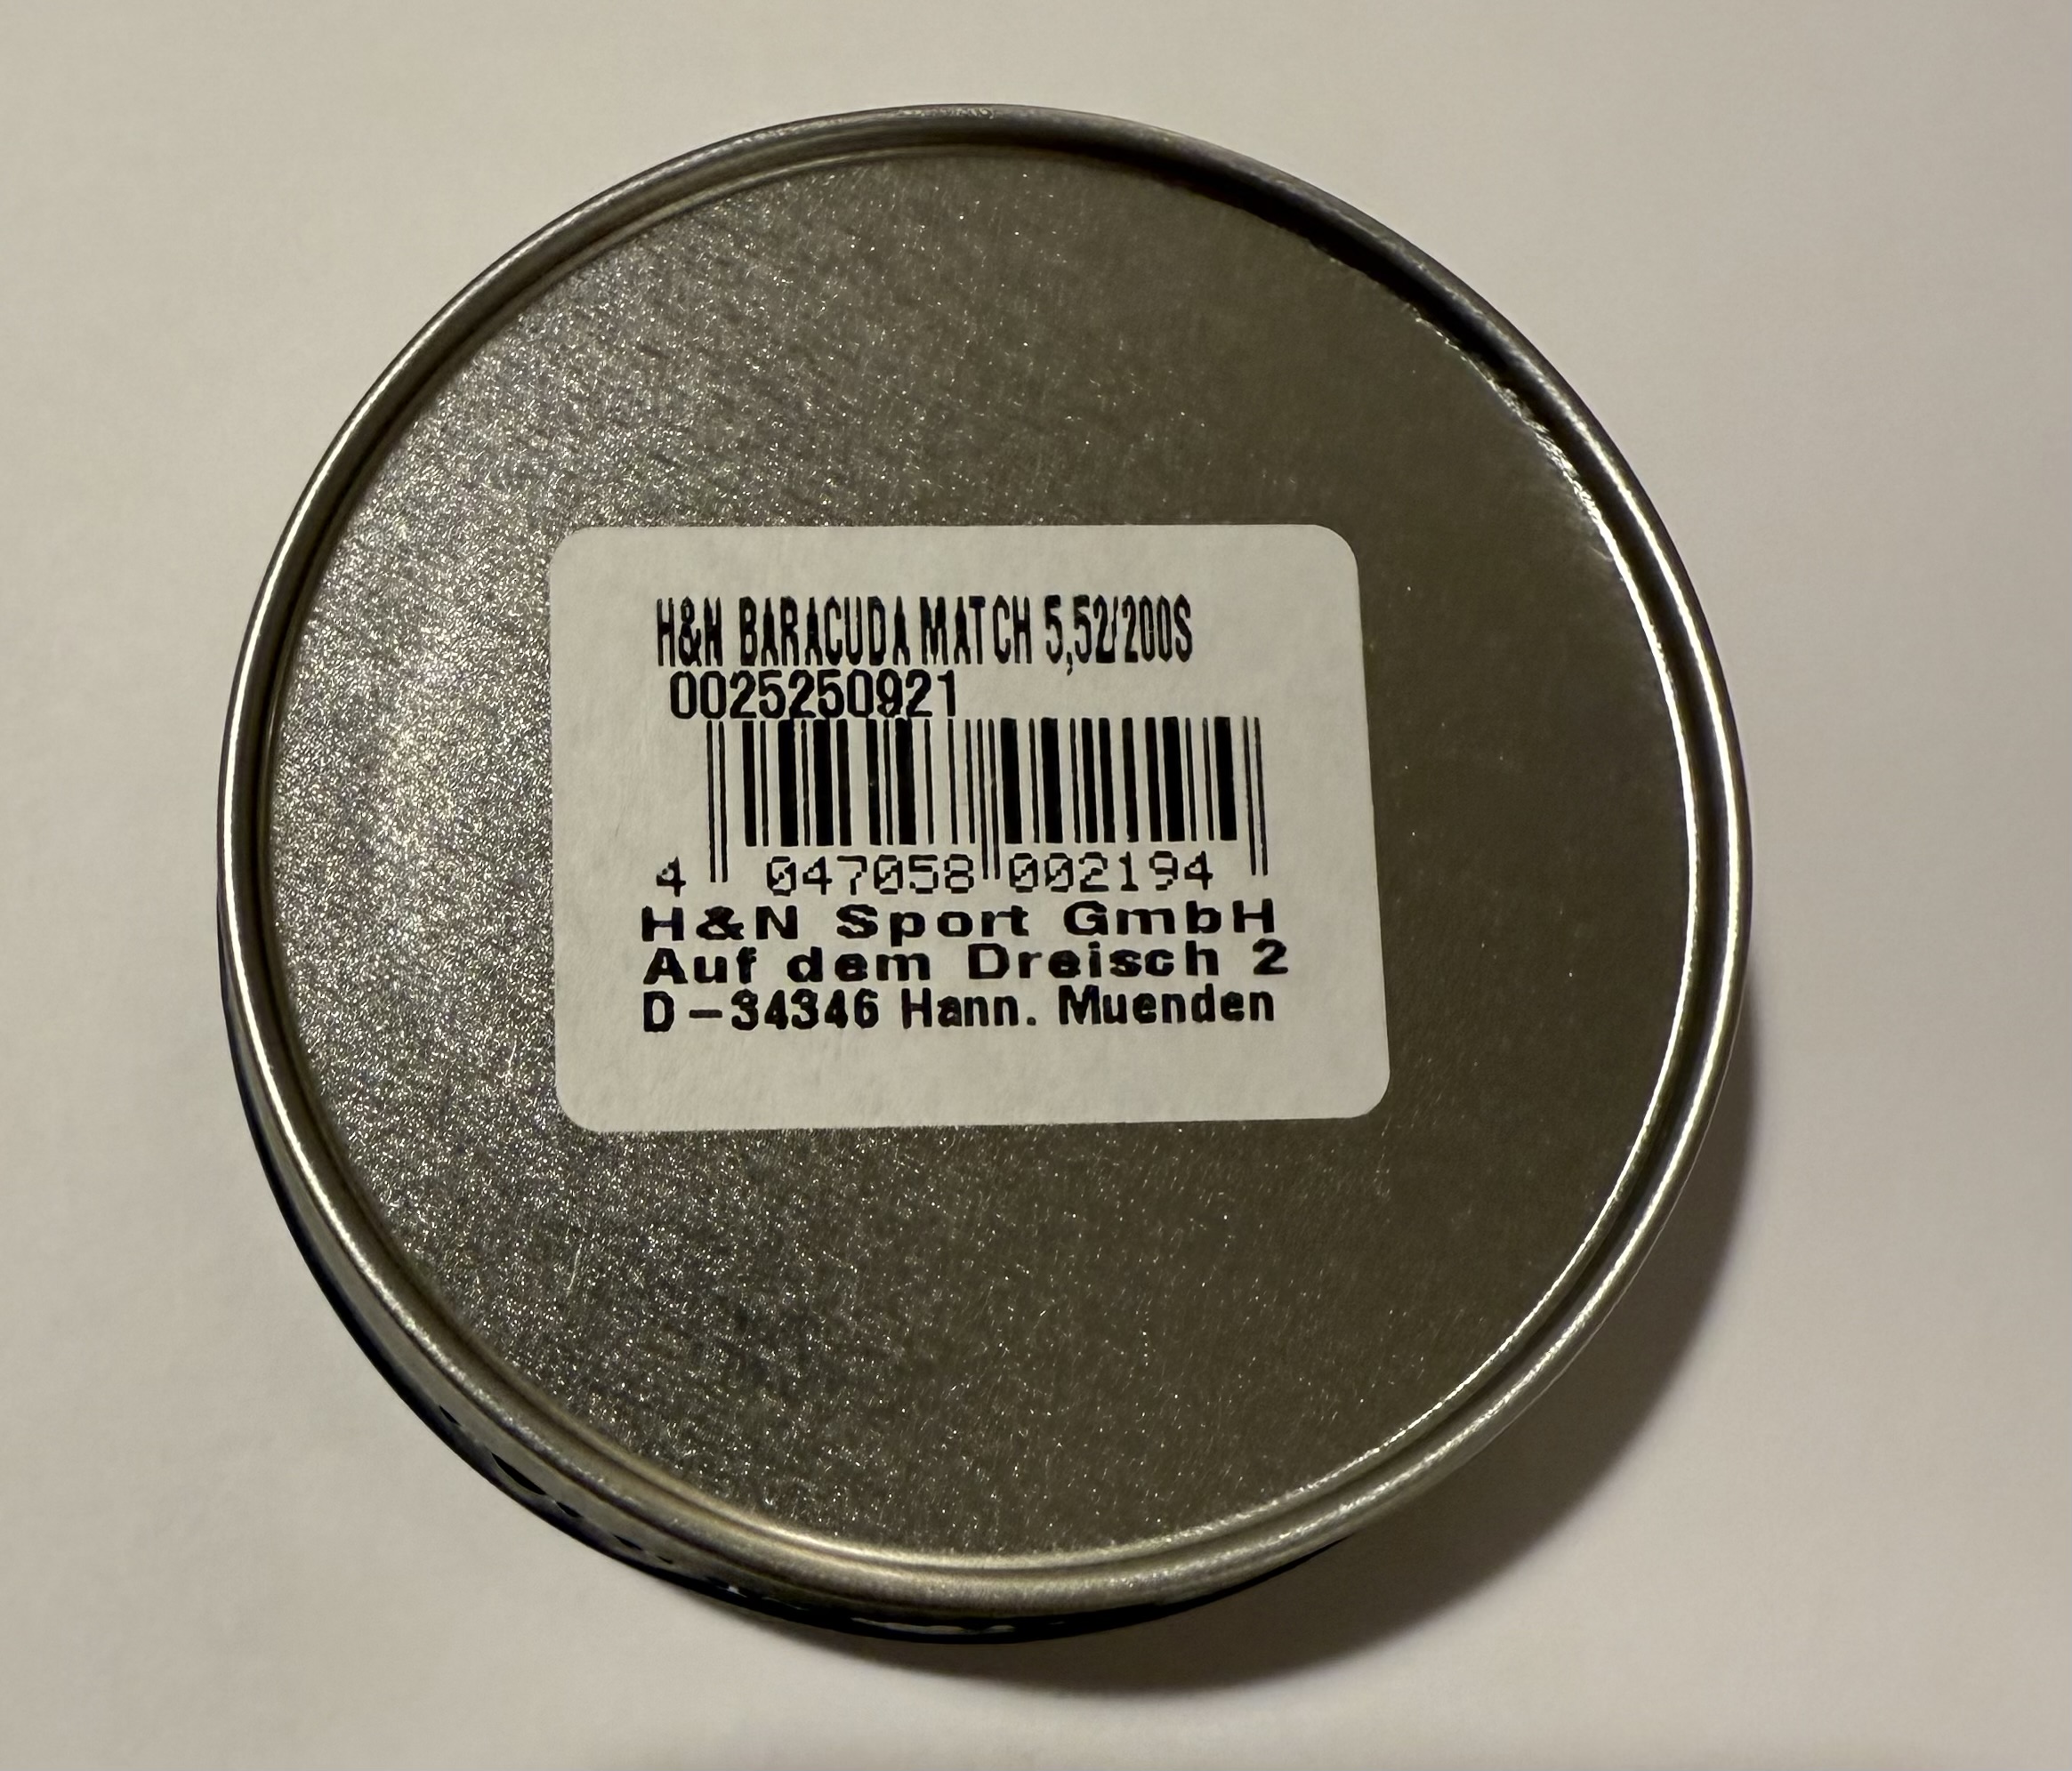 H&N BARACUDA MATCH 5,52/200S
0025250921
4 047058 002194
H&N Sport GmbH
Auf dem Dreisch 2
D-34346 Hann. Muenden